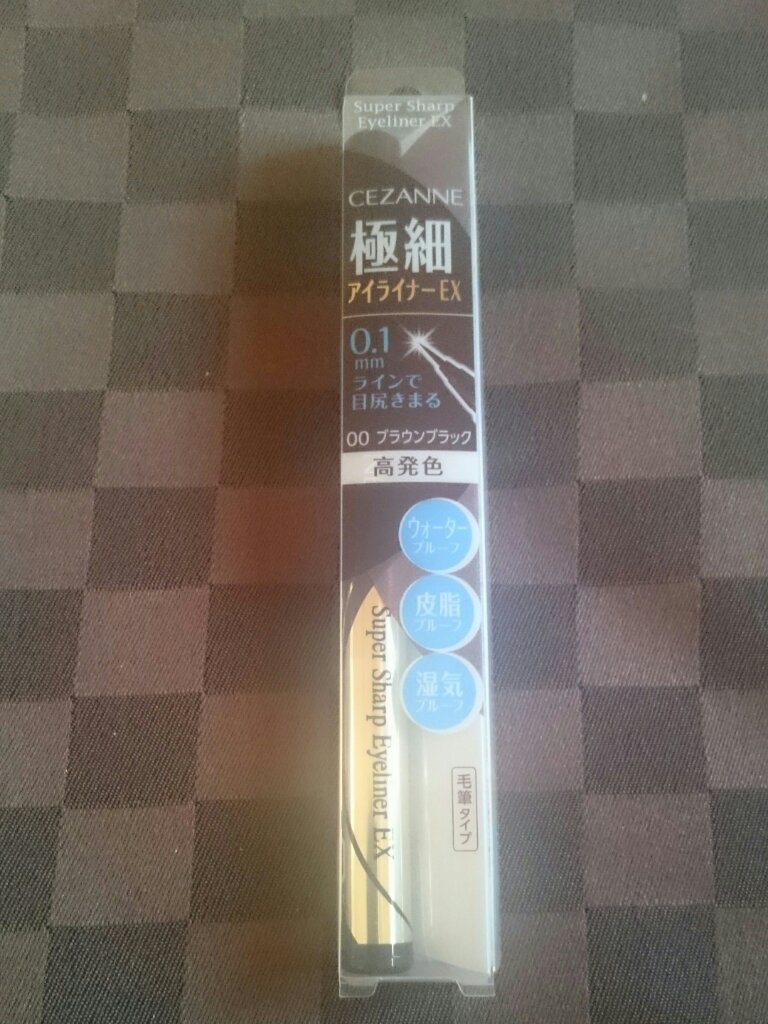 Super Sharp
Eyeliner EX
CEZANNE
極細
アイライナーEX
0.1
mm
ラインで
目尻きまる
00 ブラウンブラック
高発色
ウォーター
プルーフ
皮脂
プルーフ
湿気
プルーフ
Super Sharp Eyeliner EX
毛筆タイプ